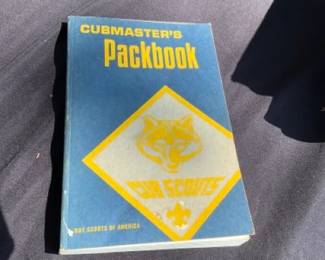 CUBMASTER'S
Packbook
CUB SCOUTS
BOY SCOUTS OF AMERICA